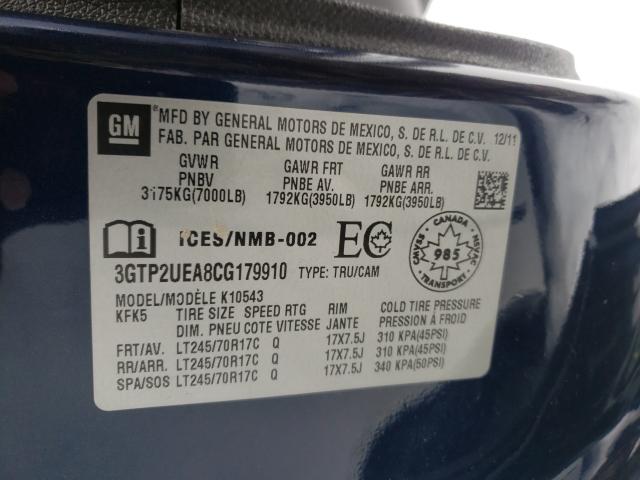 GM
® MFD BY GENERAL MOTORS DE MEXICO, S. DE R.L. DE C.V. 12/11
FAB. PAR GENERAL MOTORS DE MEXICO, S. DE R.L. DE C.V.
GVWR GAWR FRT GAWR RR
PNBV PNBE AV. PNBE ARR.
3175KG(7000LB) 1792KG(3950LB) 1792KG(3950LB)
i ICES/NMB-002 EC
CANADA
CMVSS NSVAC
985
TRANSPORT
3GTP2UEA8CG179910 TYPE: TRU/CAM
MODEL/MODÈLE K10543
KFK5 TIRE SIZE SPEED RTG RIM COLD TIRE PRESSURE
DIM. PNEU COTE VITESSE JANTE PRESSION À FROID
FRT/AV. LT245/70R17C Q 17X7.5J 310 KPA(45PSI)
RR/ARR. LT245/70R17C Q 17X7.5J 310 KPA(45PSI)
SPA/SOS LT245/70R17C Q 17X7.5J 340 KPA(50PSI)